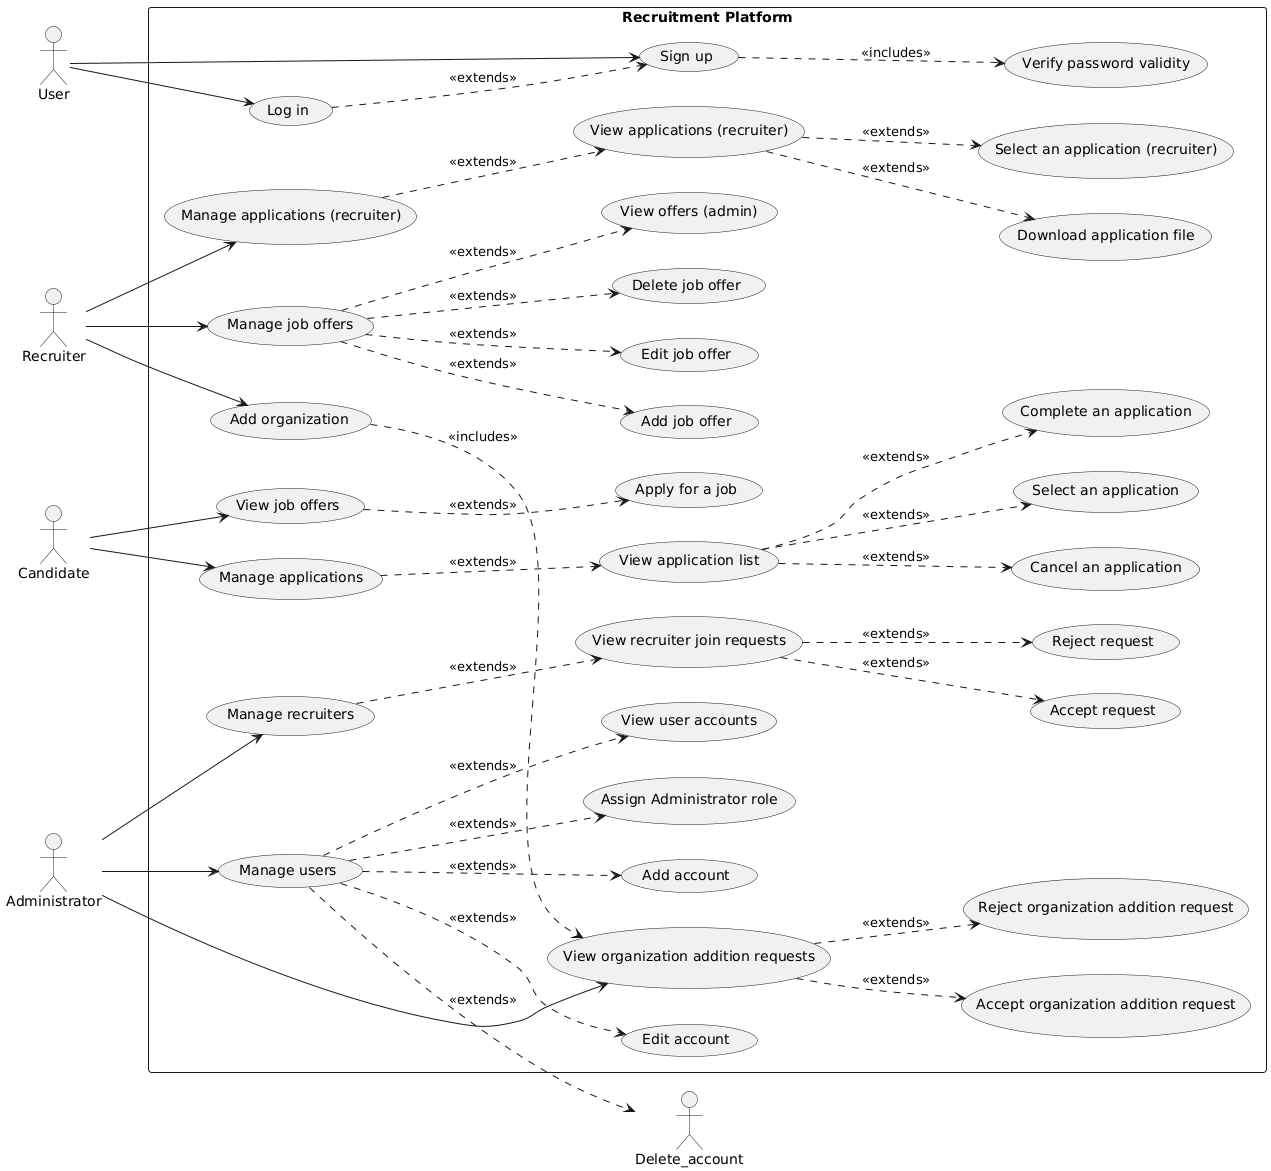 Recruitment Platform
User
Sign up
«includes»
Verify password validity
«extends»
Log in
View applications (recruiter)
«extends»
Select an application (recruiter)
«extends»
«extends»
Manage applications (recruiter)
View offers (admin)
Download application file
«extends»
Delete job offer
«extends»
Recruiter
Manage job offers
«extends»
Edit job offer
«extends»
Add job offer
Add organization
«includes»
Complete an application
«extends»
Candidate
View job offers
«extends»
Apply for a job
Select an application
«extends»
Manage applications
«extends»
View application list
«extends»
Cancel an application
View recruiter join requests
«extends»
Reject request
«extends»
«extends»
Manage recruiters
Accept request
View user accounts
«extends»
Assign Administrator role
«extends»
Administrator
Manage users
«extends»
Add account
«extends»
Reject organization addition request
«extends»
View organization addition requests
«extends»
«extends»
Accept organization addition request
Edit account
Delete_account